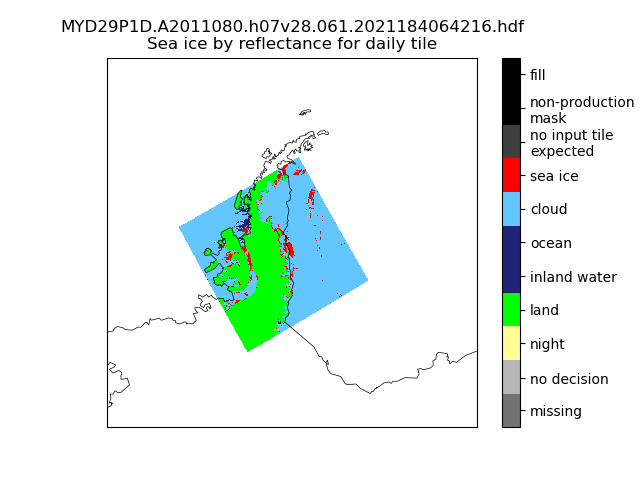 MYD29P1D.A2011080.h07v28.061.2021184064216.hdf
Sea ice by reflectance for daily tile
fill
non-production
mask
no input tile
expected
sea ice
cloud
ocean
inland water
land
night
no decision
missing